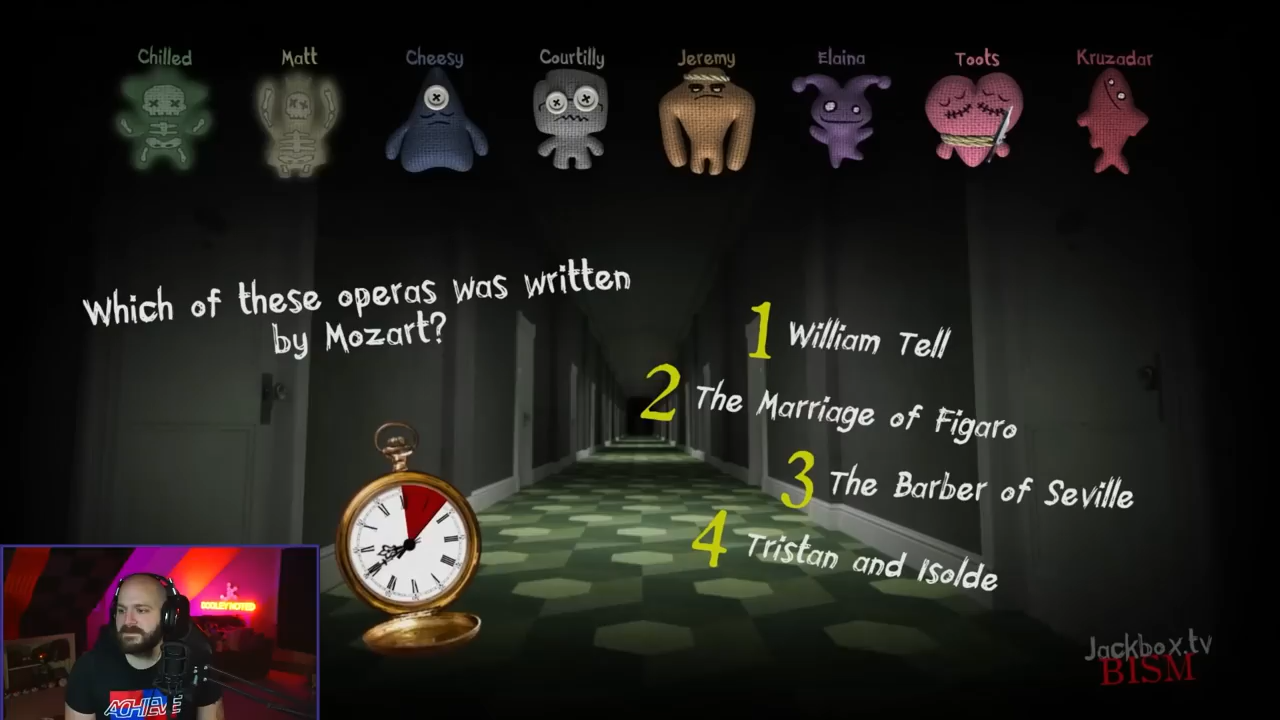 Chilled
Matt
Cheesy
Courtilly
Jeremy
Elaina
Toots
Kruzadar
Which of these operas was written
by Mozart?
1 William Tell
2 The Marriage of Figaro
3 The Barber of Seville
4 Tristan and Isolde
Jackbox.tv
BISM
ACHIEVE